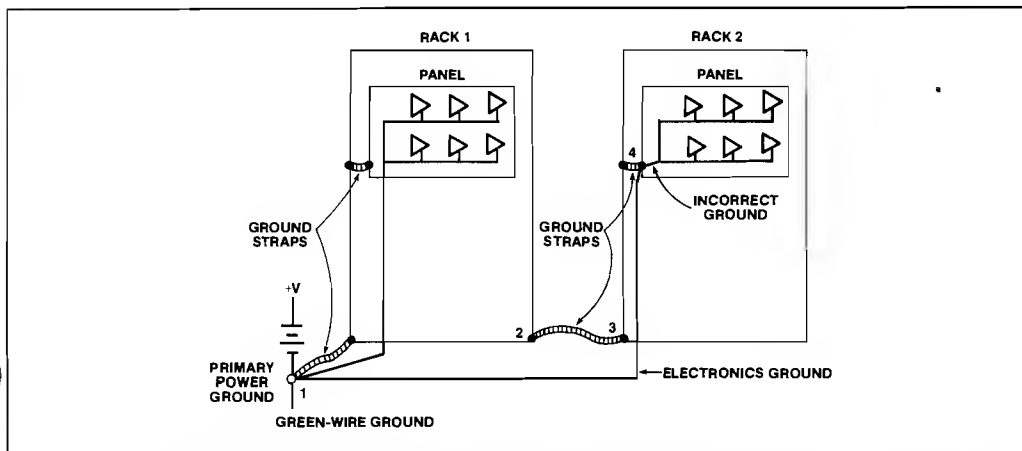 RACK 1
RACK 2
PANEL
PANEL
4
INCORRECT
GROUND
GROUND
STRAPS
GROUND
STRAPS
+V
2
3
PRIMARY
POWER
GROUND
1
ELECTRONICS GROUND
GREEN-WIRE GROUND